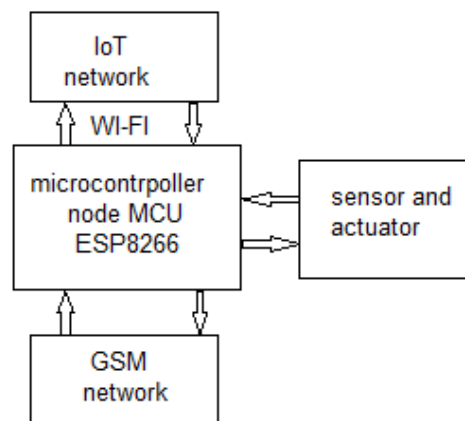 IoT
network
WI-FI
microcontrpoller
node MCU
ESP8266
sensor and
actuator
GSM
network